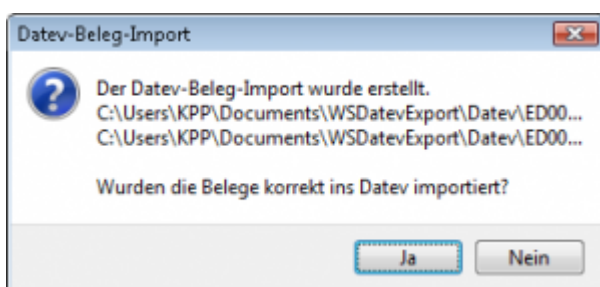 Datev-Beleg-Import
Der Datev-Beleg-Import wurde erstellt.
C:\Users\KPP\Documents\WSDatevExport\Datev\ED00...
C:\Users\KPP\Documents\WSDatevExport\Datev\ED00...
Wurden die Belege korrekt ins Datev importiert?
Ja
Nein